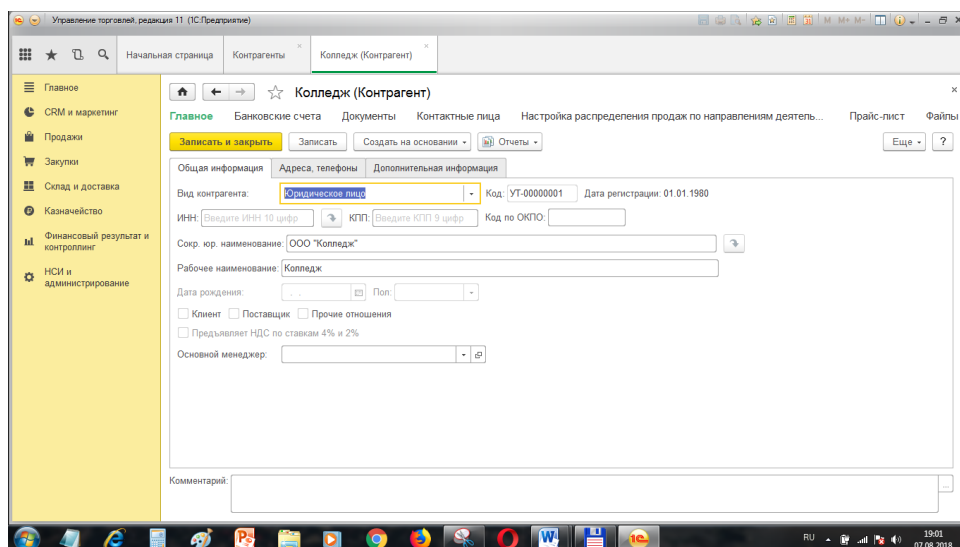 Управление торговлей, редакция 11 (1С:Предприятие)
M M+ M-
Начальная страница
Контрагенты
Колледж (Контрагент)
Главное
CRM и маркетинг
Продажи
Закупки
Склад и доставка
Казначейство
Финансовый результат и
контроллинг
НСИ и
администрирование
Колледж (Контрагент)
Главное Банковские счета Документы Контактные лица Настройка распределения продаж по направлениям деятель... Прайс-лист Файлы
Записать и закрыть Записать Создать на основании Отчеты Еще ?
Общая информация Адреса, телефоны Дополнительная информация
Вид контрагента: Юридическое лицо Код: УТ-00000001 Дата регистрации: 01.01.1980
ИНН: Введите ИНН 10 цифр КПП: Введите КПП 9 цифр Код по ОКПО:
Сокр. юр. наименование: ООО "Колледж"
Рабочее наименование: Колледж
Дата рождения: . . Пол:
Клиент Поставщик Прочие отношения
Предъявляет НДС по ставкам 4% и 2%
Основной менеджер:
Комментарий:
RU
19:01
07.08.2018